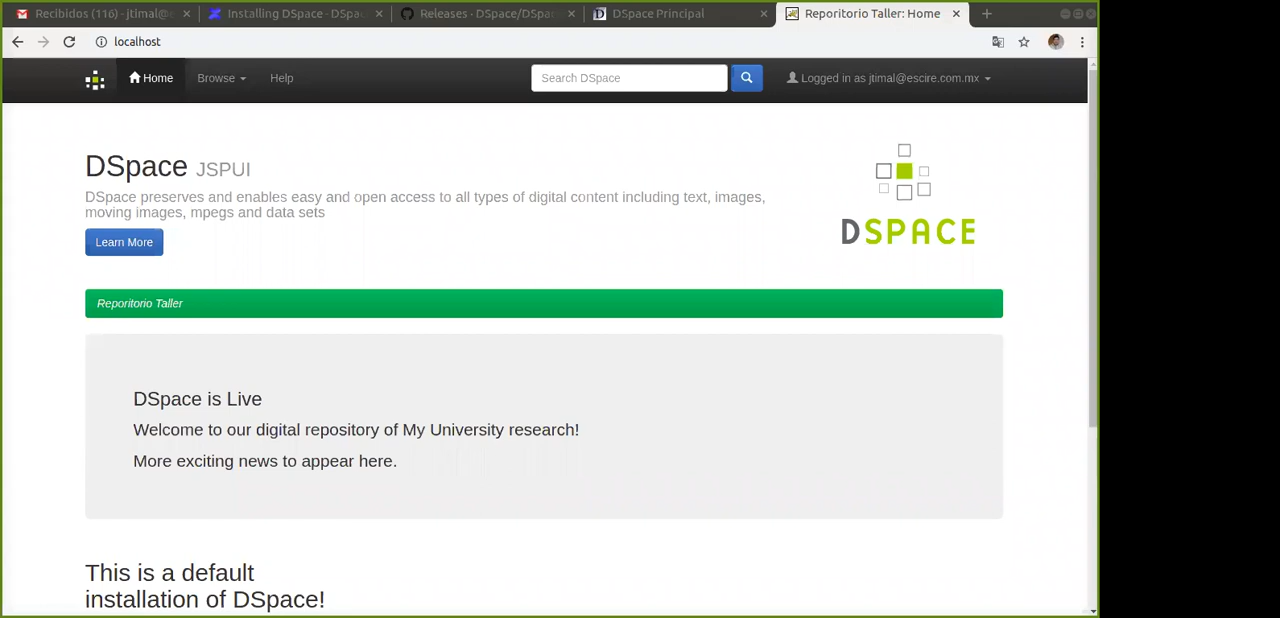 Recibidos (116) - jtimal@e
Installing DSpace - DSpac
Releases · DSpace/DSpac
DSpace Principal
Reporitorio Taller: Home
localhost
Home
Browse
Help
Search DSpace
Logged in as jtimal@escire.com.mx
DSpace JSPUI
DSpace preserves and enables easy and open access to all types of digital content including text, images,
moving images, mpegs and data sets
Learn More
DSPACE
Reporitorio Taller
DSpace is Live
Welcome to our digital repository of My University research!
More exciting news to appear here.
This is a default
installation of DSpace!